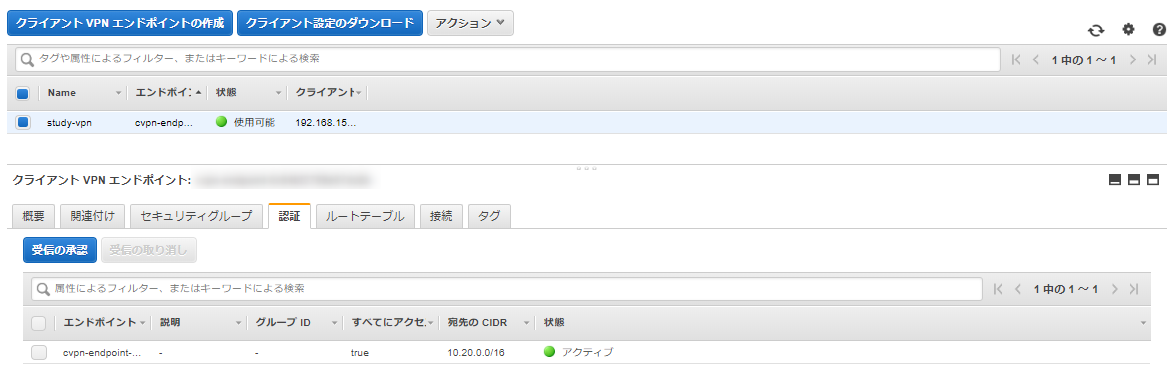 クライアント VPN エンドポイントの作成 クライアント設定のダウンロード アクション
タグや属性によるフィルター、またはキーワードによる検索 1 中の 1 ～ 1
Name エンドポイン 状態 クライアント
study-vpn cvpn-endp... 使用可能 192.168.15...
クライアント VPN エンドポイント:
概要 関連付け セキュリティグループ 認証 ルートテーブル 接続 タグ
受信の承認 受信の取り消し
属性によるフィルター、またはキーワードによる検索 1 中の 1 ～ 1
エンドポイント 説明 グループ ID すべてにアクセ 宛先の CIDR 状態
cvpn-endpoint-... - - true 10.20.0.0/16 アクティブ